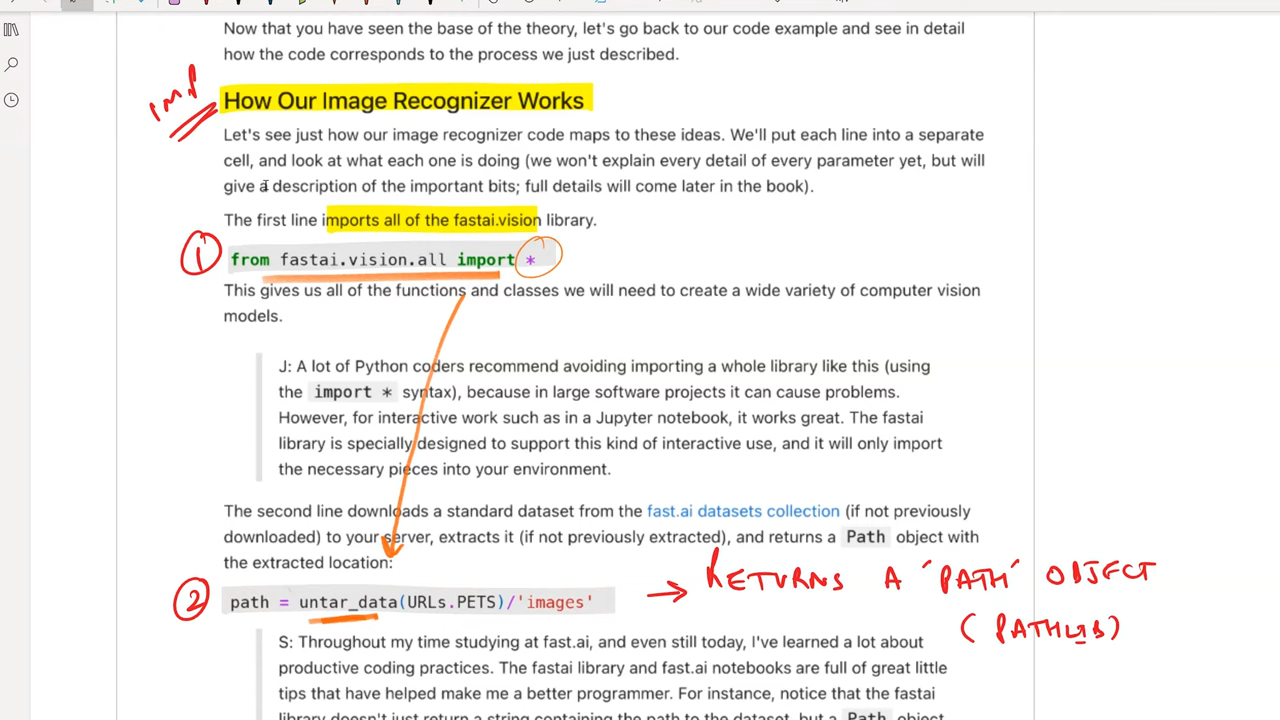 Now that you have seen the base of the theory, let's go back to our code example and see in detail
how the code corresponds to the process we just described.
imp
How Our Image Recognizer Works
Let's see just how our image recognizer code maps to these ideas. We'll put each line into a separate
cell, and look at what each one is doing (we won't explain every detail of every parameter yet, but will
give a description of the important bits; full details will come later in the book).
The first line imports all of the fastai.vision library.
1 from fastai.vision.all import *
This gives us all of the functions and classes we will need to create a wide variety of computer vision
models.
J: A lot of Python coders recommend avoiding importing a whole library like this (using
the import * syntax), because in large software projects it can cause problems.
However, for interactive work such as in a Jupyter notebook, it works great. The fastai
library is specially designed to support this kind of interactive use, and it will only import
the necessary pieces into your environment.
The second line downloads a standard dataset from the fast.ai datasets collection (if not previously
downloaded) to your server, extracts it (if not previously extracted), and returns a Path object with
the extracted location:
2 path = untar_data(URLs.PETS)/'images' → RETURNS A 'PATH' OBJECT
(PATHLIB)
S: Throughout my time studying at fast.ai, and even still today, I've learned a lot about
productive coding practices. The fastai library and fast.ai notebooks are full of great little
tips that have helped make me a better programmer. For instance, notice that the fastai
library doesn't just return a string containing the path to the dataset, but a Path object